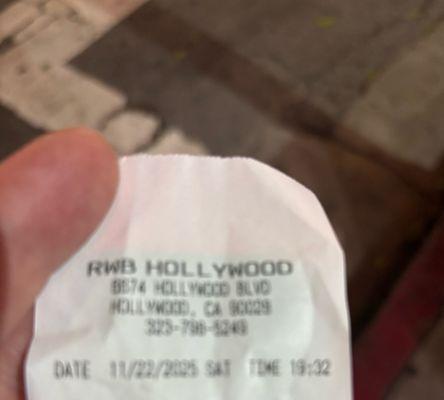 RWB HOLLYWOOD
6674 HOLLYWOOD BLVD
HOLLYWOOD, CA 90028
323-798-5249
DATE 11/22/2025 SAT TIME 19:32